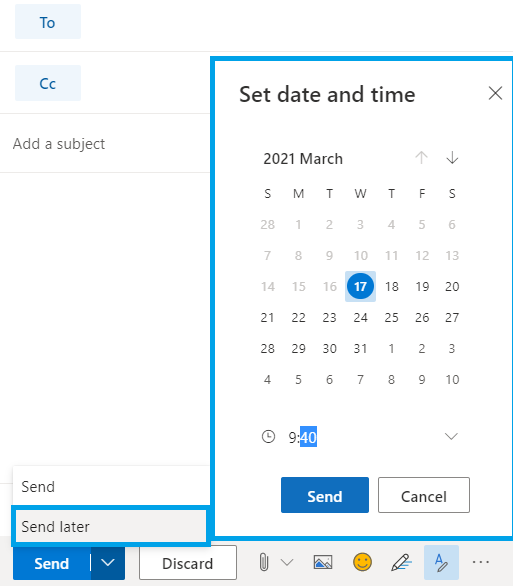 To
Cc
Add a subject
Set date and time
2021 March
S M T W T F S
28 1 2 3 4 5 6
7 8 9 10 11 12 13
14 15 16 17 18 19 20
21 22 23 24 25 26 27
28 29 30 31 1 2 3
4 5 6 7 8 9 10
9:40
Send Cancel
Send
Send later
Send Discard